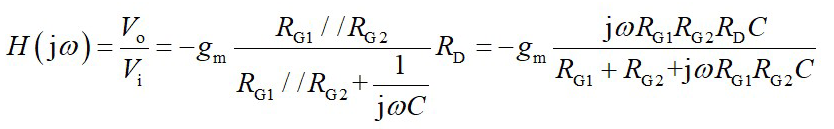 H(jω) = V_o / V_i = −g_m (R_G1 // R_G2) / (R_G1 // R_G2 + 1/(jωC)) R_D = −g_m (jωR_G1R_G2R_DC) / (R_G1 + R_G2 + jωR_G1R_G2C)